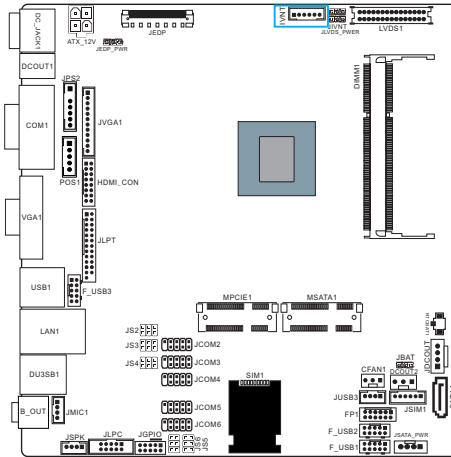 DC_JACK1
ATX_12V
JEDP
JEDP_PWR
IVNT
JIVNT
JLVDS_PWER
LVDS1
DCOUT1
JPS2
DIMM1
COM1
JVGA1
POS1
HDMI_CON
VGA1
JLPT
USB1
F_USB3
MPCIE1
MSATA1
LAN1
JS2
JS3
JCOM2
JDCOUT
JS4
JCOM3
JBAT
DU3SB1
JCOM4
SIM1
CFAN1
DCOUT2
JUSB3
JSIM1
B_OUT
JMIC1
JCOM5
FP1
JCOM6
F_USB2
JSPK
JLPC
JGPIO
JS6
JS5
F_USB1
JSATA_PWR